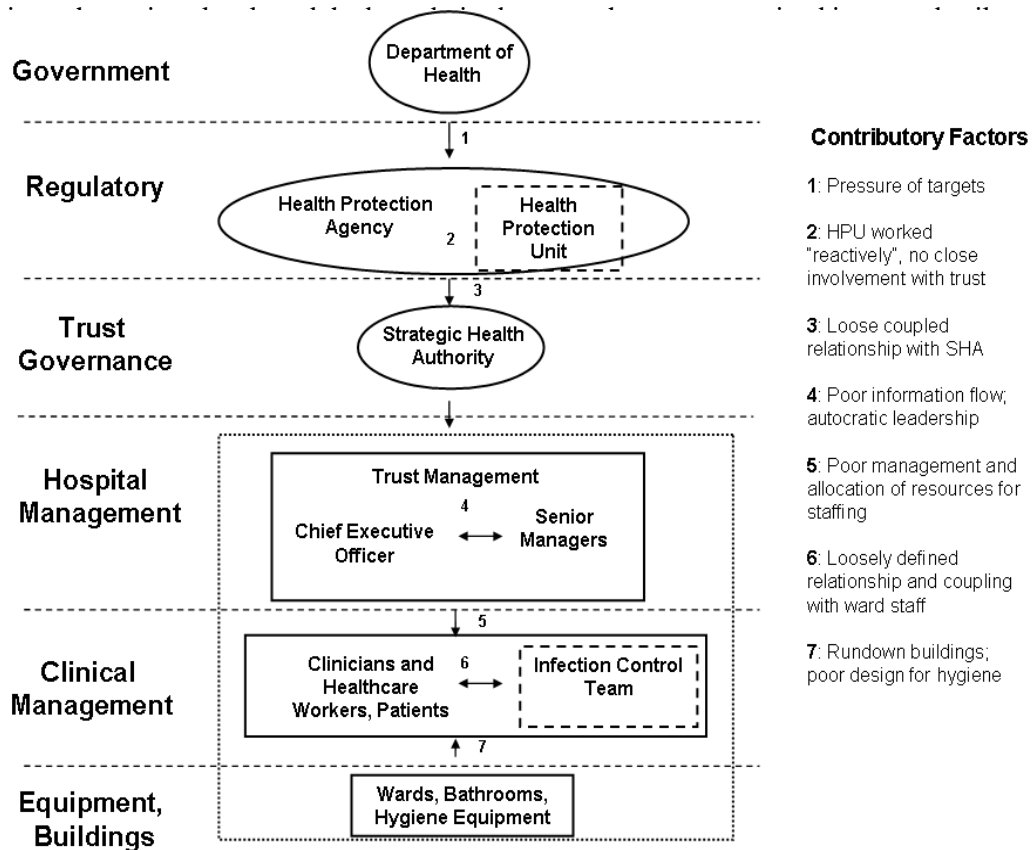 Department of
Health
Government
1
Contributory Factors
Regulatory
Health Protection
Agency
2
Health
Protection
Unit
1: Pressure of targets
2: HPU worked
"reactively", no close
involvement with trust
3
Trust
Governance
Strategic Health
Authority
3: Loose coupled
relationship with SHA
4: Poor information flow;
autocratic leadership
Hospital
Management
Trust Management
4
Chief Executive
Officer
Senior
Managers
5: Poor management and
allocation of resources for
staffing
6: Loosely defined
relationship and coupling
with ward staff
5
Clinical
Management
Clinicians and
Healthcare
Workers, Patients
6
Infection Control
Team
7: Rundown buildings;
poor design for hygiene
7
Equipment,
Buildings
Wards, Bathrooms,
Hygiene Equipment